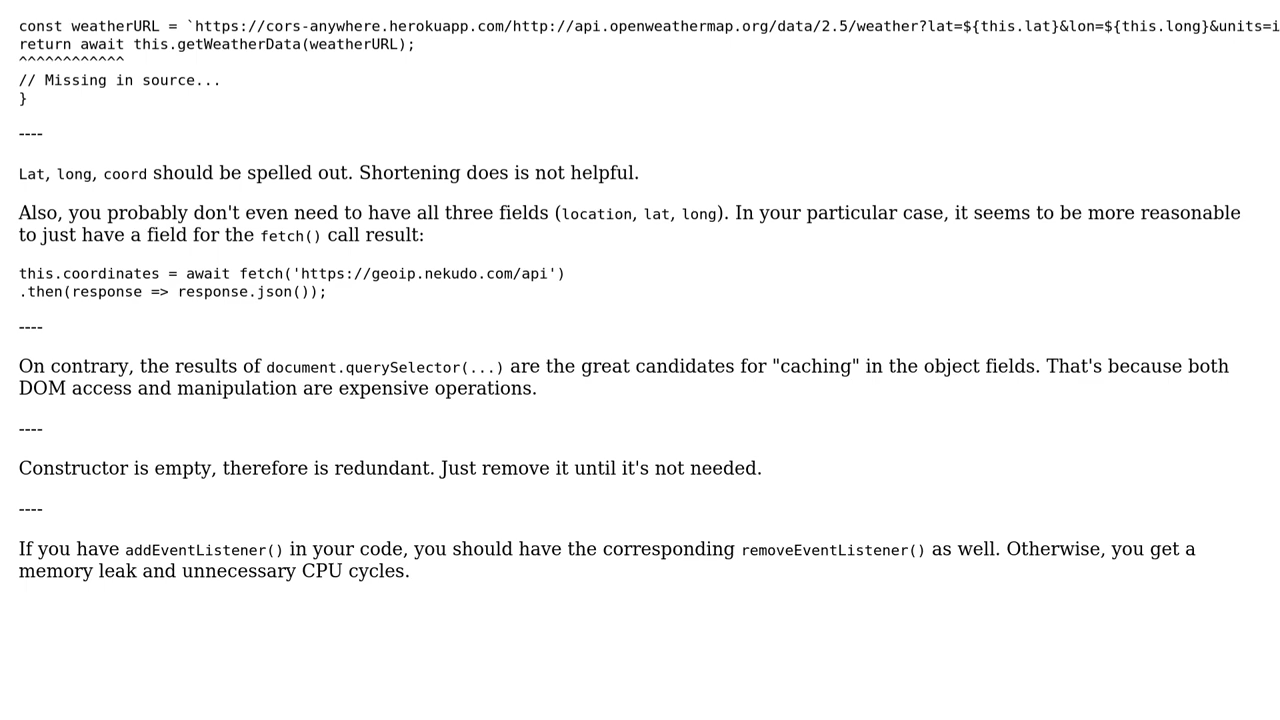 const weatherURL = `https://cors-anywhere.herokuapp.com/http://api.openweathermap.org/data/2.5/weather?lat=${this.lat}&lon=${this.long}&units=i
return await this.getWeatherData(weatherURL);
^^^^^^^^^^^^
// Missing in source...
}
----
Lat, long, coord should be spelled out. Shortening does is not helpful.
Also, you probably don't even need to have all three fields (location, lat, long). In your particular case, it seems to be more reasonable
to just have a field for the fetch() call result:
this.coordinates = await fetch('https://geoip.nekudo.com/api')
.then(response => response.json());
----
On contrary, the results of document.querySelector(...) are the great candidates for "caching" in the object fields. That's because both
DOM access and manipulation are expensive operations.
----
Constructor is empty, therefore is redundant. Just remove it until it's not needed.
----
If you have addEventListener() in your code, you should have the corresponding removeEventListener() as well. Otherwise, you get a
memory leak and unnecessary CPU cycles.